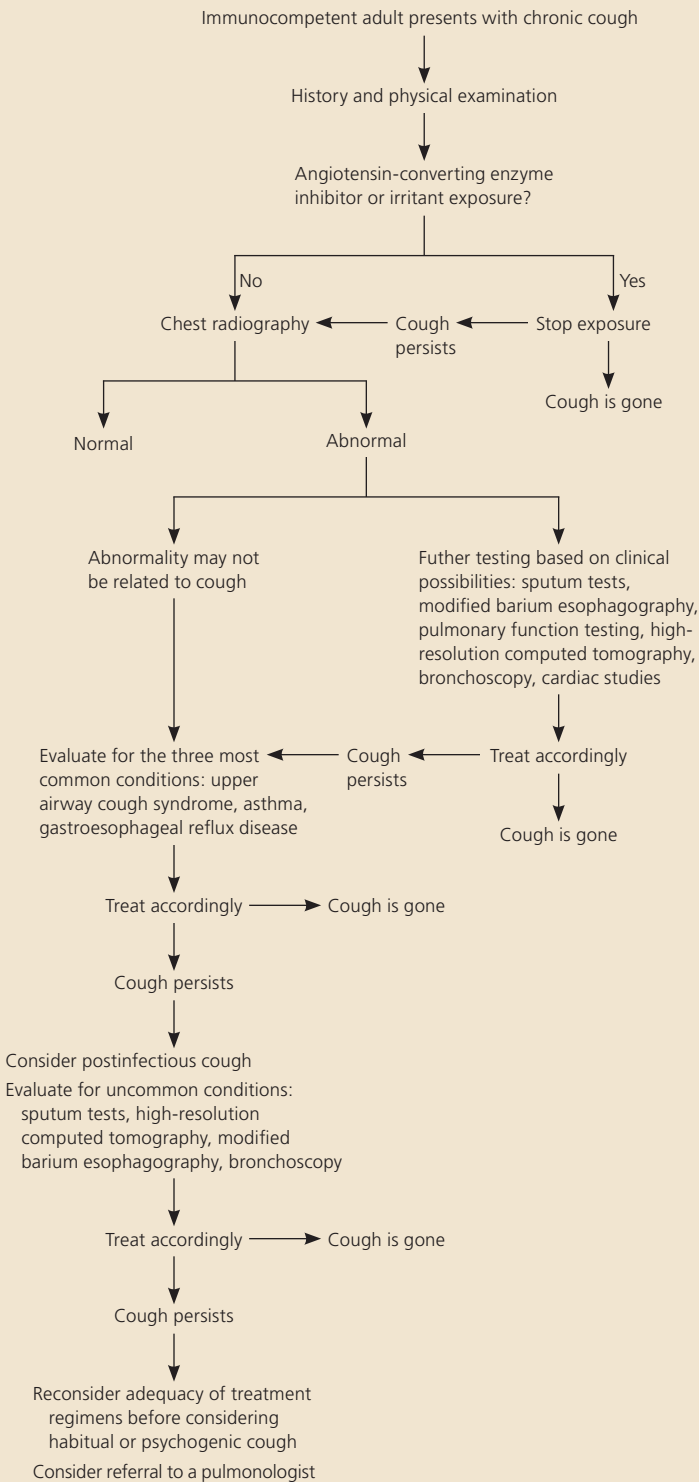 Immunocompetent adult presents with chronic cough
History and physical examination
Angiotensin-converting enzyme
inhibitor or irritant exposure?
No
Yes
Chest radiography
Cough
persists
Stop exposure
Cough is gone
Normal
Abnormal
Abnormality may not
be related to cough
Futher testing based on clinical
possibilities: sputum tests,
modified barium esophagography,
pulmonary function testing, high-
resolution computed tomography,
bronchoscopy, cardiac studies
Evaluate for the three most
common conditions: upper
airway cough syndrome, asthma,
gastroesophageal reflux disease
Cough
persists
Treat accordingly
Cough is gone
Treat accordingly
Cough is gone
Cough persists
Consider postinfectious cough
Evaluate for uncommon conditions:
sputum tests, high-resolution
computed tomography, modified
barium esophagography, bronchoscopy
Treat accordingly
Cough is gone
Cough persists
Reconsider adequacy of treatment
regimens before considering
habitual or psychogenic cough
Consider referral to a pulmonologist